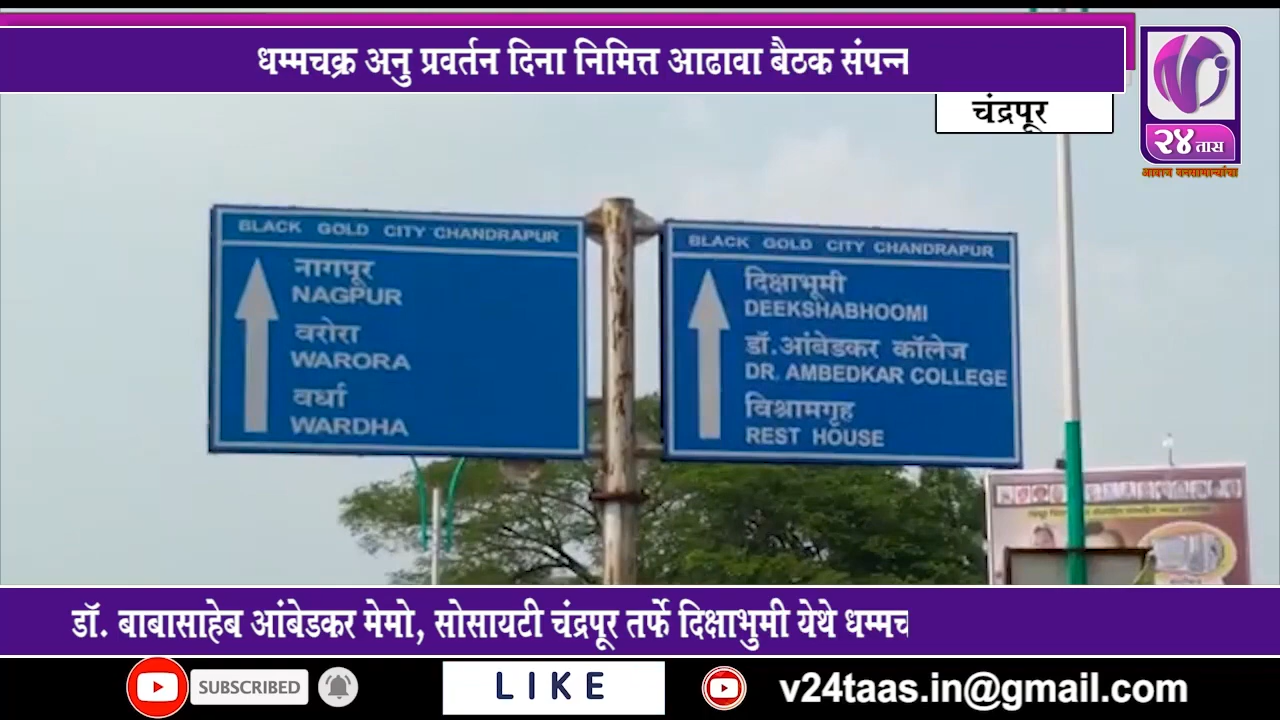 धम्मचक्र अनु प्रवर्तन दिना निमित्त आढावा बैठक संपन्न
चंद्रपूर
२४ तास
आवाज जनसामान्यांचा
BLACK GOLD CITY CHANDRAPUR
नागपूर
NAGPUR
वरोरा
WARORA
वर्धा
WARDHA
BLACK GOLD CITY CHANDRAPUR
दिक्षाभूमी
DEEKSHABHOOMI
डॉ.आंबेडकर कॉलेज
DR. AMBEDKAR COLLEGE
विश्रामगृह
REST HOUSE
डॉ. बाबासाहेब आंबेडकर मेमो, सोसायटी चंद्रपूर तर्फे दिक्षाभुमी येथे धम्मच
SUBSCRIBED
LIKE
v24taas.in@gmail.com